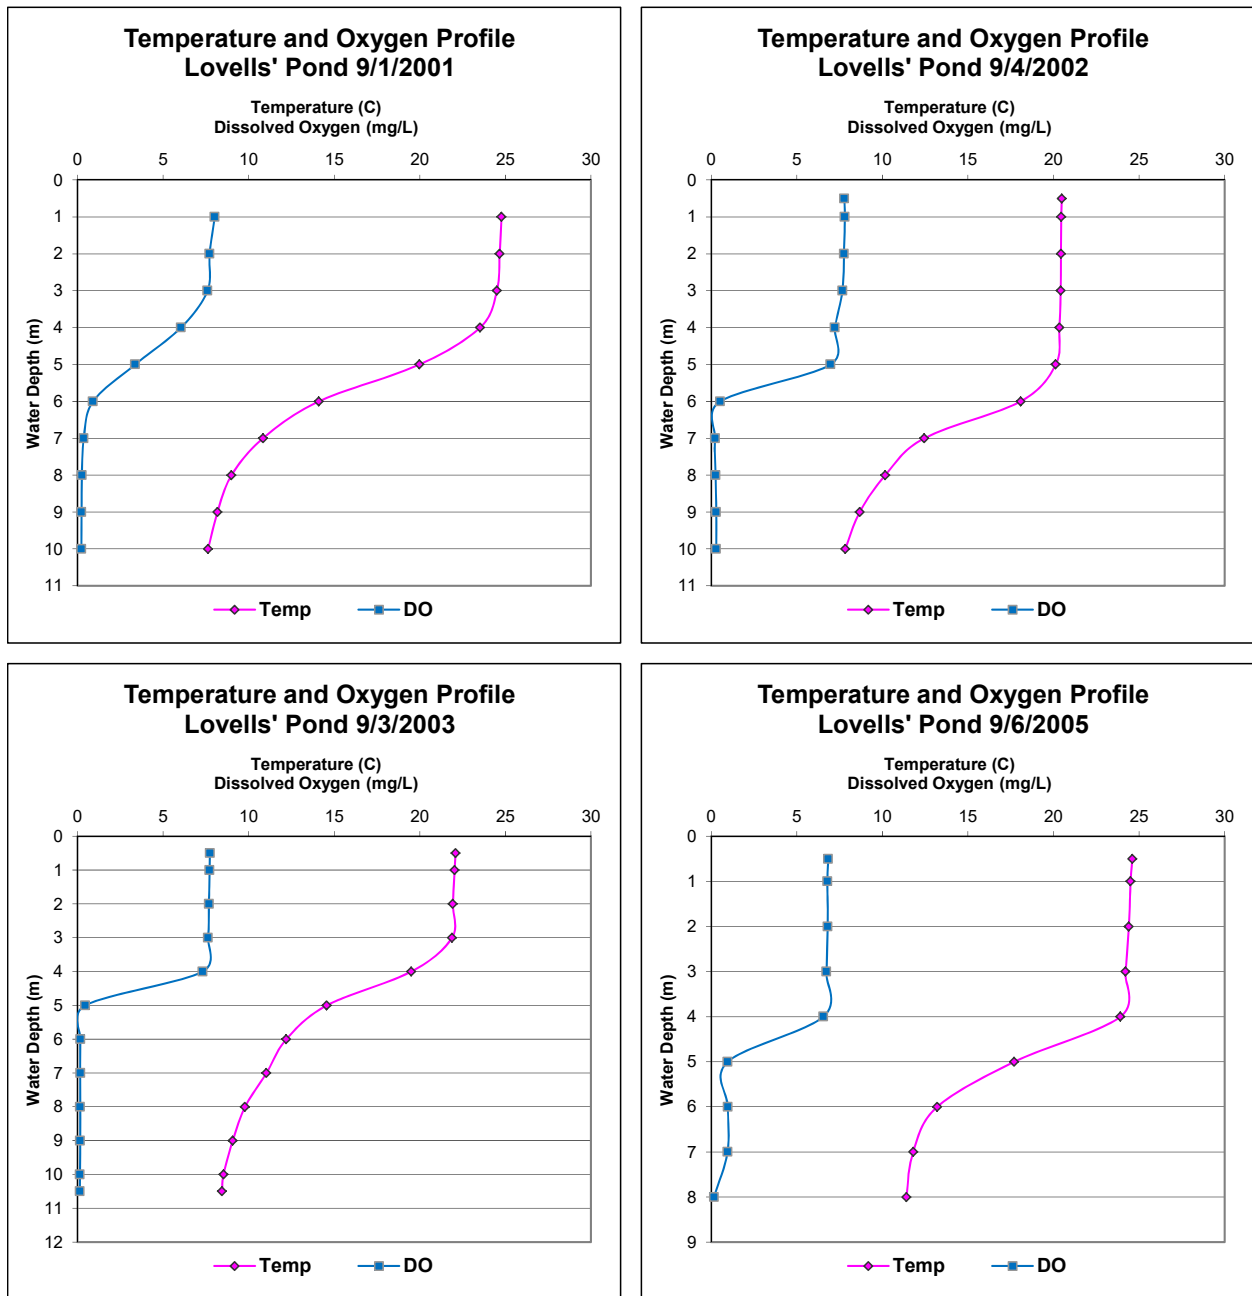 Temperature and Oxygen Profile
Lovells' Pond 9/1/2001
Temperature (C)
Dissolved Oxygen (mg/L)
0 5 10 15 20 25 30
Water Depth (m)
0
1
2
3
4
5
6
7
8
9
10
11
Temp DO
Temperature and Oxygen Profile
Lovells' Pond 9/4/2002
Temperature (C)
Dissolved Oxygen (mg/L)
0 5 10 15 20 25 30
Water Depth (m)
0
1
2
3
4
5
6
7
8
9
10
11
Temp DO
Temperature and Oxygen Profile
Lovells' Pond 9/3/2003
Temperature (C)
Dissolved Oxygen (mg/L)
0 5 10 15 20 25 30
Water Depth (m)
0
1
2
3
4
5
6
7
8
9
10
11
12
Temp DO
Temperature and Oxygen Profile
Lovells' Pond 9/6/2005
Temperature (C)
Dissolved Oxygen (mg/L)
0 5 10 15 20 25 30
Water Depth (m)
0
1
2
3
4
5
6
7
8
9
Temp DO